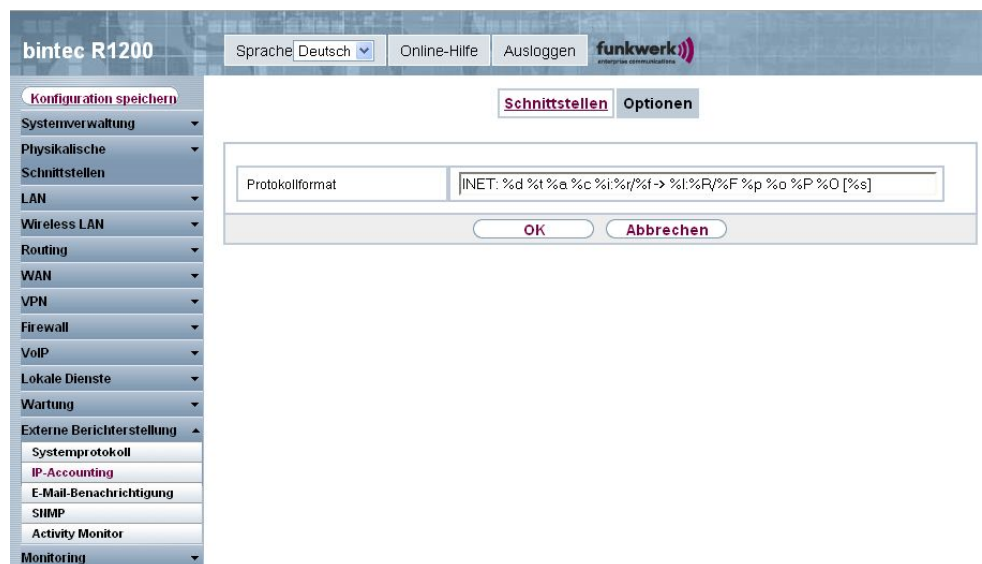 bintec R1200
Sprache Deutsch
Online-Hilfe
Ausloggen
funkwerk
enterprise communications
Konfiguration speichern
Schnittstellen
Optionen
Systemverwaltung
Physikalische
Schnittstellen
LAN
Wireless LAN
Routing
WAN
VPN
Firewall
VoIP
Lokale Dienste
Wartung
Externe Berichterstellung
Systemprotokoll
IP-Accounting
E-Mail-Benachrichtigung
SNMP
Activity Monitor
Monitoring
Protokollformat
INET: %d %t %a %c %i:%r/%f -> %I:%R/%F %p %o %P %O [%s]
OK
Abbrechen